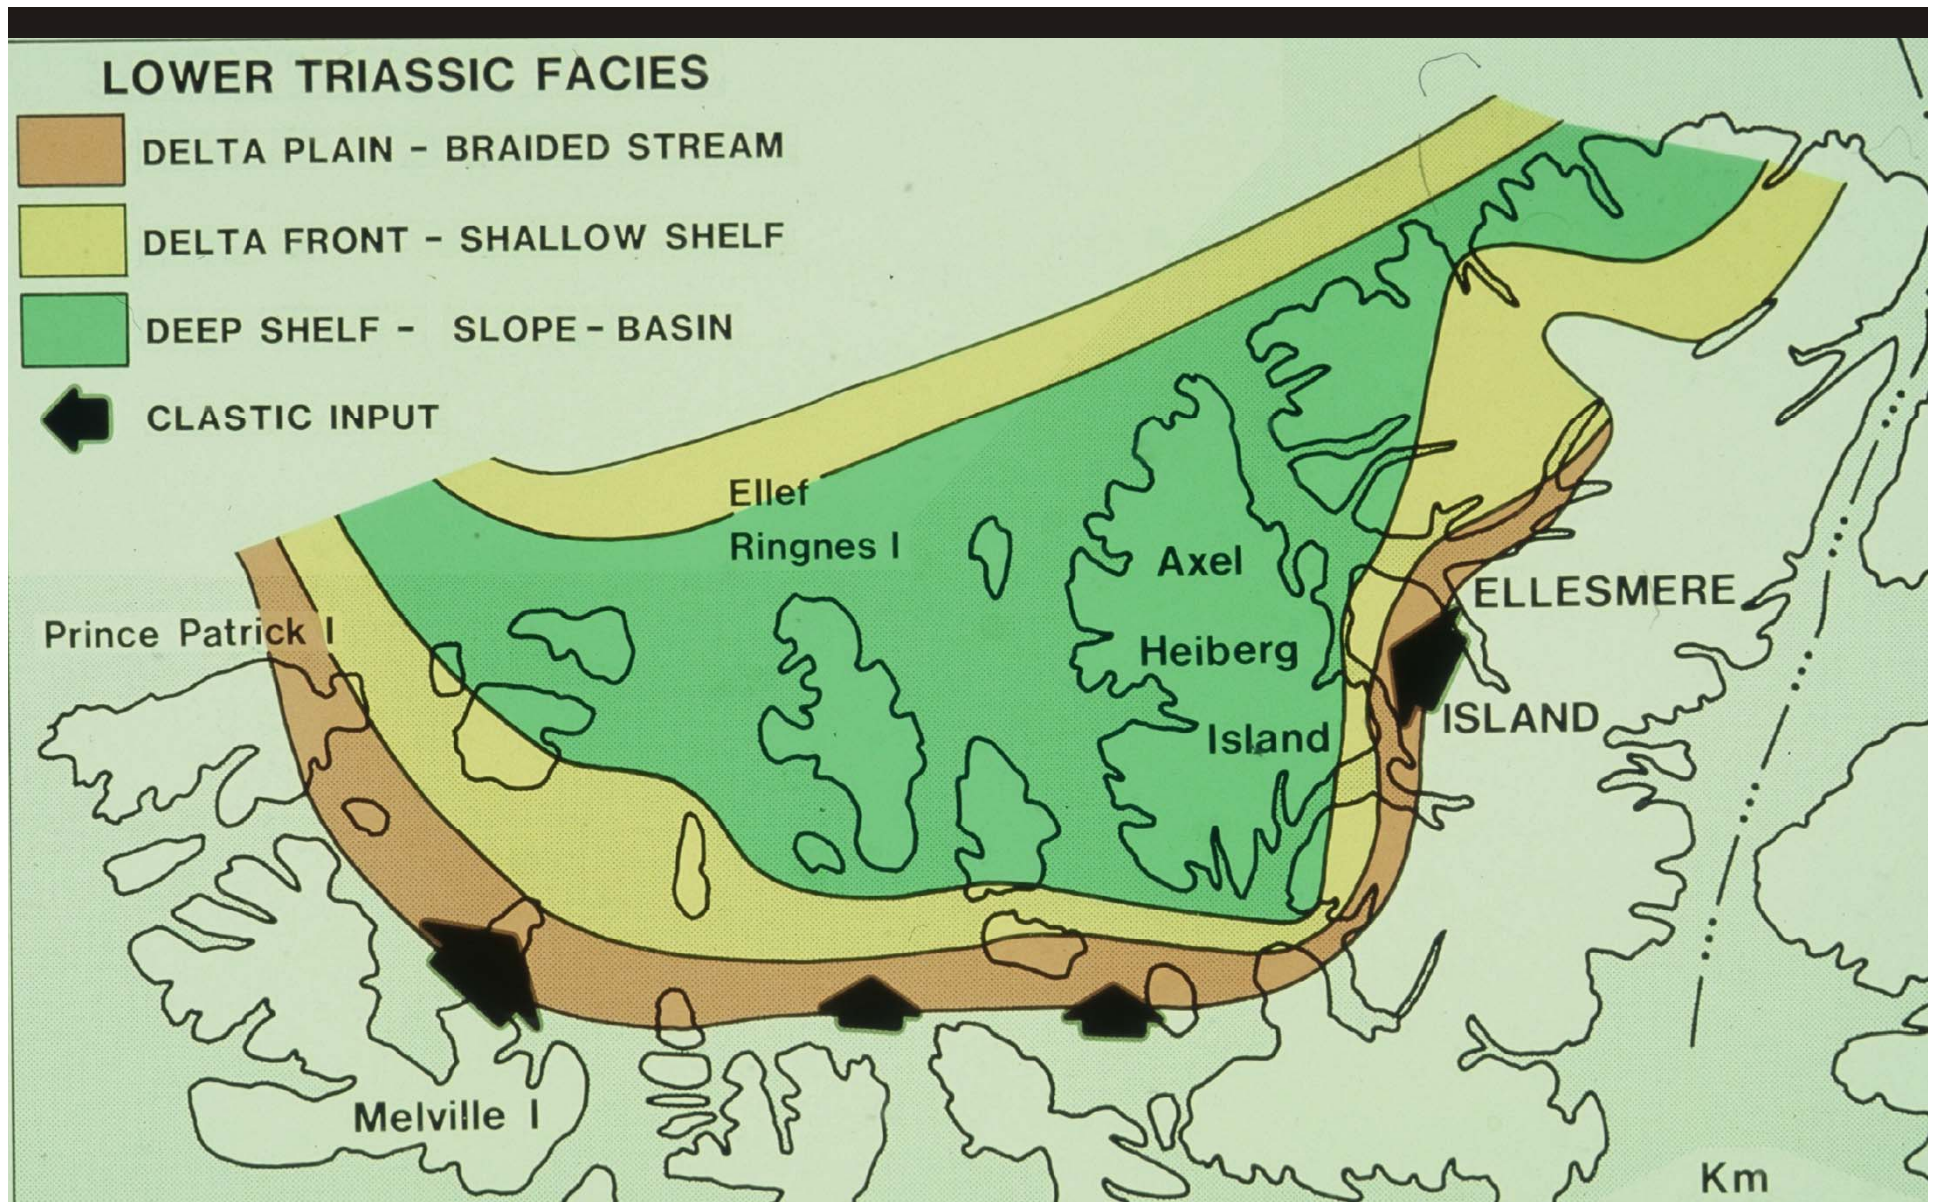 LOWER TRIASSIC FACIES
DELTA PLAIN - BRAIDED STREAM
DELTA FRONT - SHALLOW SHELF
DEEP SHELF - SLOPE - BASIN
CLASTIC INPUT
Ellef
Ringnes I
Axel
Heiberg
Island
ELLESMERE
ISLAND
Prince Patrick I
Melville I
Km